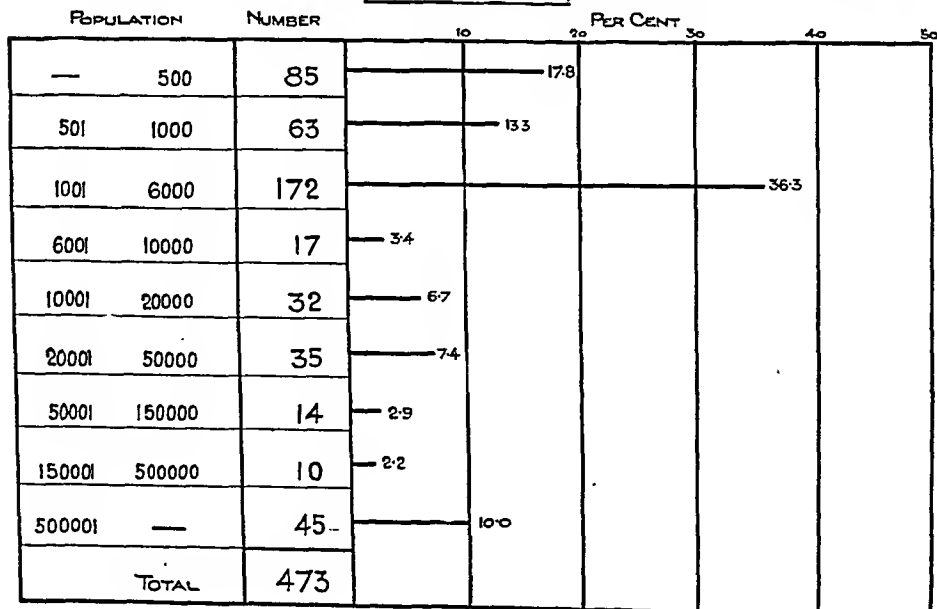 POPULATION NUMBER PER CENT
10 20 30 40 50
— 500 85 17.8
501 1000 63 133
1001 6000 172 36.3
6001 10000 17 3.4
10001 20000 32 6.7
20001 50000 35 7.4
50001 150000 14 2.9
150001 500000 10 2.2
500001 — 45 10.0
TOTAL 473